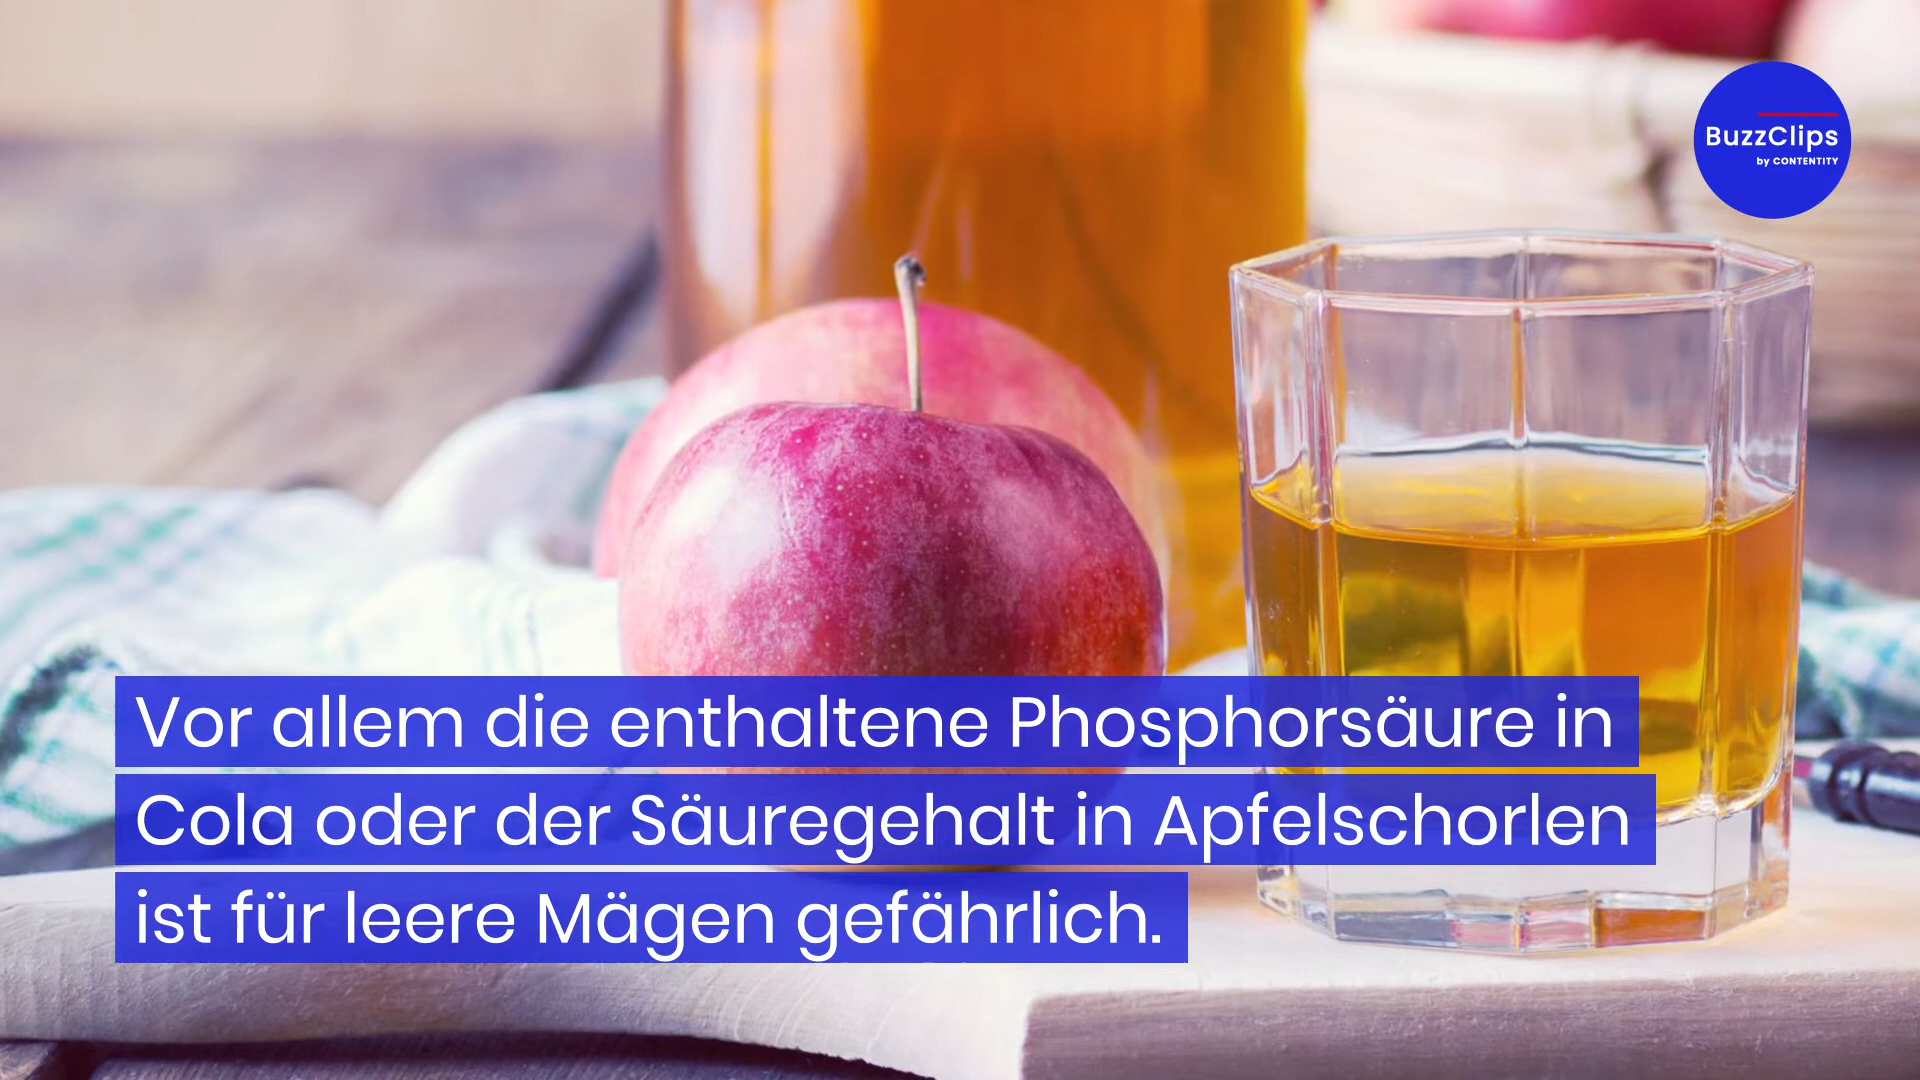 BuzzClips
by CONTENTITY
Vor allem die enthaltene Phosphorsäure in
Cola oder der Säuregehalt in Apfelschorlen
ist für leere Mägen gefährlich.